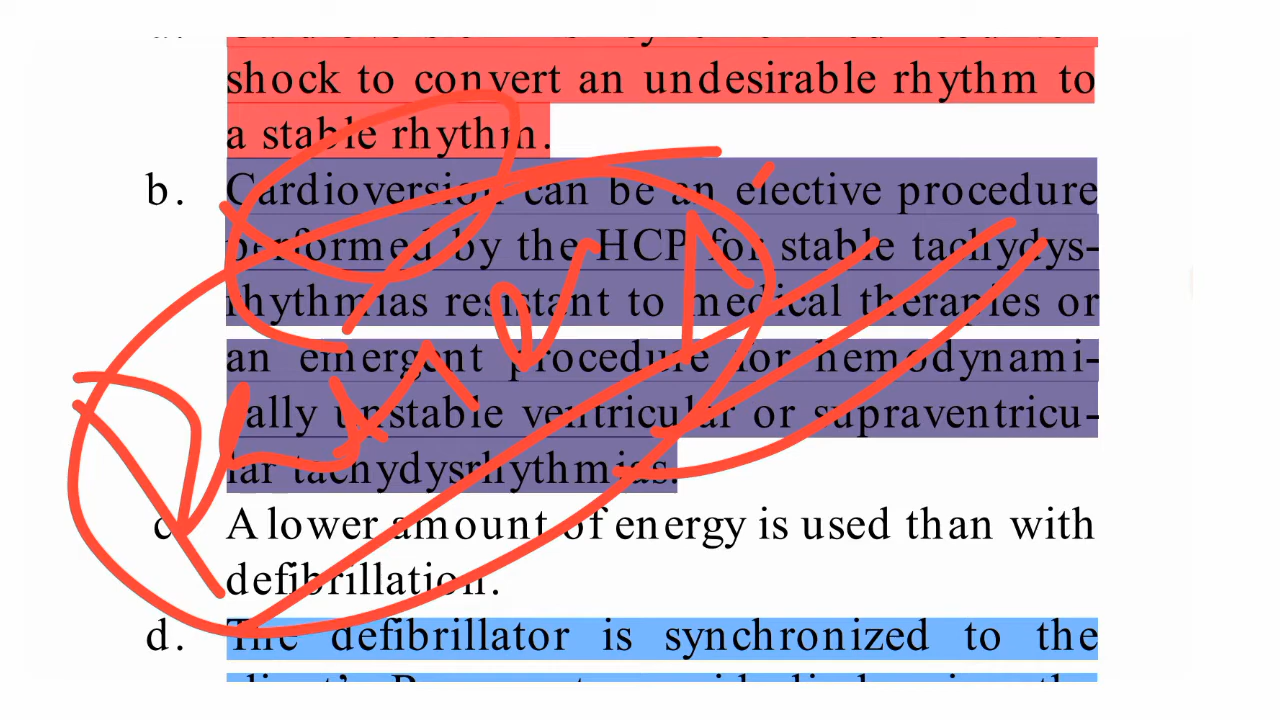 shock to convert an undesirable rhythm to
a stable rhythm.
b. Cardioversion can be an elective procedure
performed by the HCP for stable tachydys-
rhythmias resistant to medical therapies or
an emergent procedure for hemodynami-
cally unstable ventricular or supraventricu-
lar tachydysrhythmias.
c. A lower amount of energy is used than with
defibrillation.
d. The defibrillator is synchronized to the